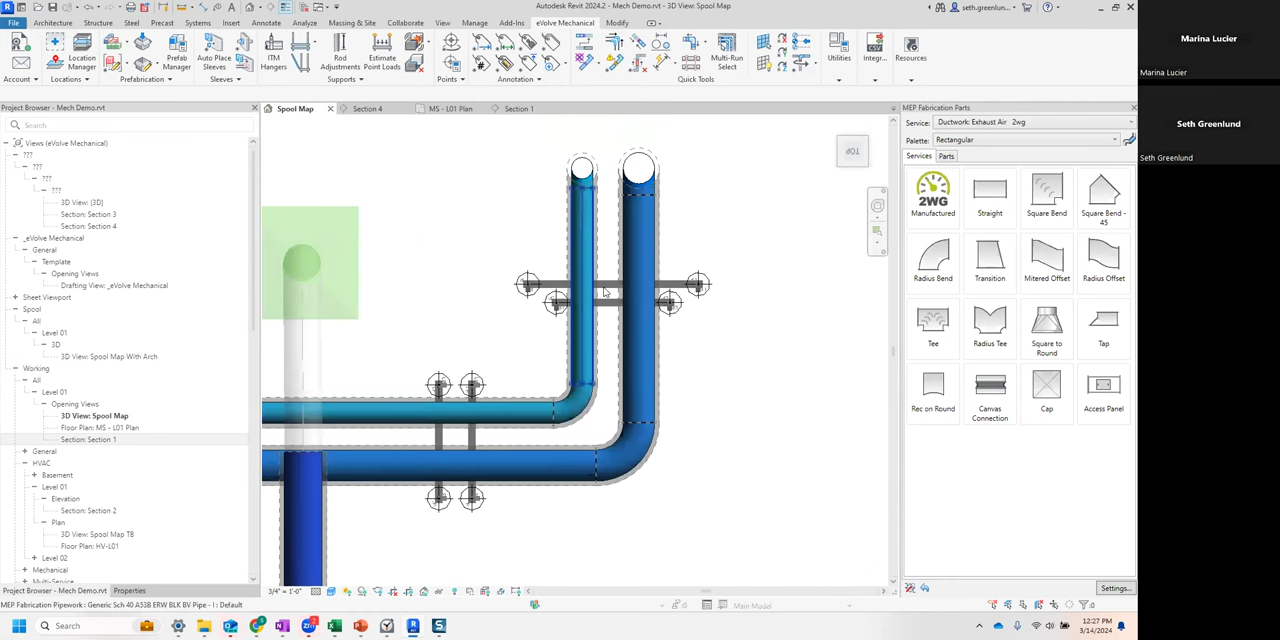 Autodesk Revit 2024.2 - Mech Demo.rvt - 3D View: Spool Map
seth.greenlun...
File Architecture Structure Steel Precast Systems Insert Annotate Analyze Massing & Site Collaborate View Manage Add-Ins eVolve Mechanical Modify
Location Manager
Prefab Manager
Auto Place Sleeves
ITM Hangers
Rod Adjustments
Estimate Point Loads
Multi-Run Select
Utilities
Integr...
Resources
Account Locations Prefabrication Sleeves Supports Points Annotation Quick Tools
Project Browser - Mech Demo.rvt
Spool Map
Section 4
MS - L01 Plan
Section 1
Search
Views (eVolve Mechanical)
???
???
???
???
3D View: {3D}
Section: Section 3
Section: Section 4
_eVolve Mechanical
General
Template
Opening Views
Drafting View: _eVolve Mechanical
Sheet Viewport
Spool
All
Level 01
3D
3D View: Spool Map With Arch
Working
All
Level 01
Opening Views
3D View: Spool Map
Floor Plan: MS - L01 Plan
Section: Section 1
General
HVAC
Basement
Level 01
Elevation
Section: Section 2
Plan
3D View: Spool Map TB
Floor Plan: HV-L01
Level 02
Mechanical
Multi-Service
Project Browser - Mech Demo.rvt Properties
TOP
3/4" = 1'-0"
MEP Fabrication Parts
Service: Ductwork: Exhaust Air 2wg
Palette: Rectangular
Services Parts
2WG
Manufactured Straight Square Bend Square Bend - 45
Radius Bend Transition Mitered Offset Radius Offset
Tee Radius Tee Square to Round Tap
Rec on Round Canvas Connection Cap Access Panel
Settings...
MEP Fabrication Pipework : Generic Sch 40 A53B ERW BLK BV Pipe - I : Default
:0
Main Model
:0
Search
12:27 PM
3/14/2024
Marina Lucier
Marina Lucier
Seth Greenlund
Seth Greenlund